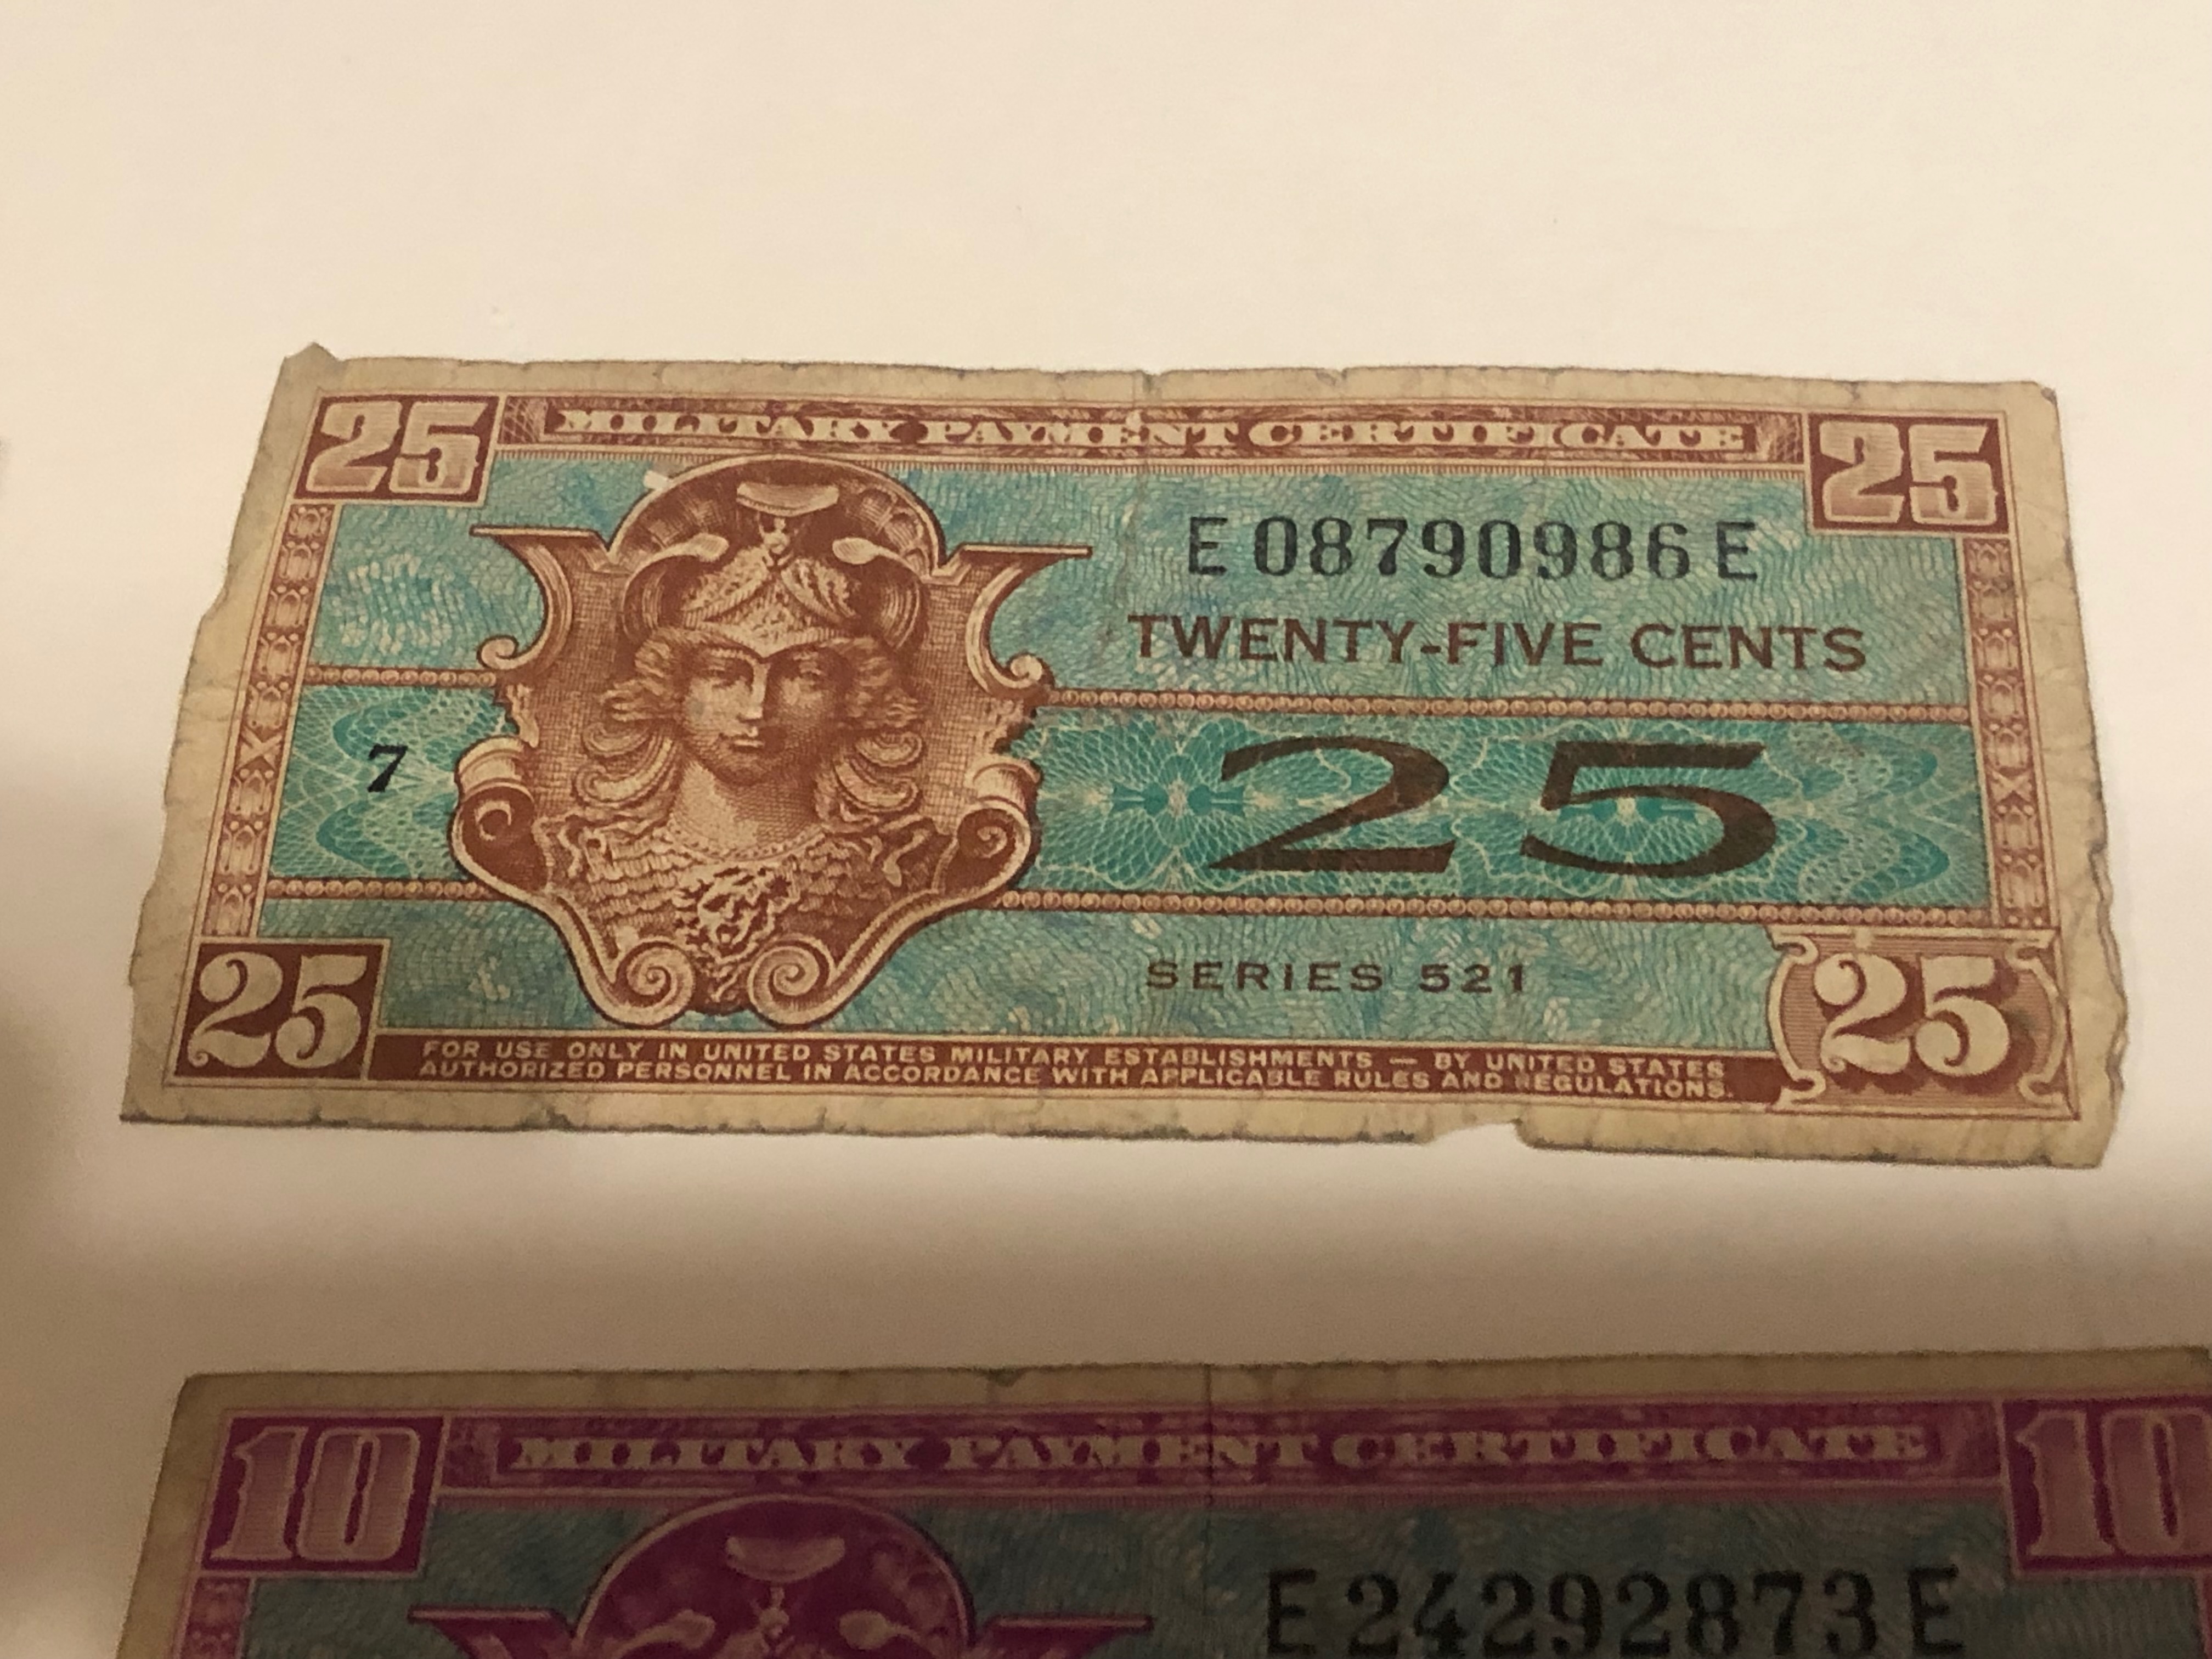 25 MILITARY PAYMENT CERTIFICATE 25
E 08790986 E
TWENTY-FIVE CENTS
7
25
SERIES 521
25
25
FOR USE ONLY IN UNITED STATES MILITARY ESTABLISHMENTS — BY UNITED STATES
AUTHORIZED PERSONNEL IN ACCORDANCE WITH APPLICABLE RULES AND REGULATIONS.
10 MILITARY PAYMENT CERTIFICATE 10
E 24292873 E